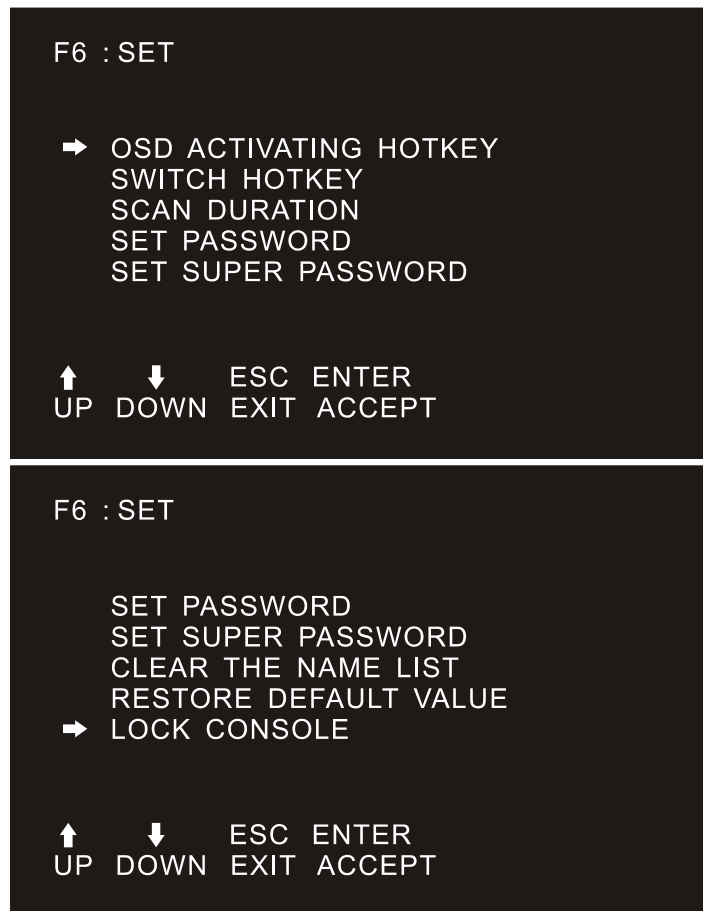 F6 : SET
OSD ACTIVATING HOTKEY
SWITCH HOTKEY
SCAN DURATION
SET PASSWORD
SET SUPER PASSWORD
ESC ENTER
UP DOWN EXIT ACCEPT
F6 : SET
SET PASSWORD
SET SUPER PASSWORD
CLEAR THE NAME LIST
RESTORE DEFAULT VALUE
LOCK CONSOLE
ESC ENTER
UP DOWN EXIT ACCEPT